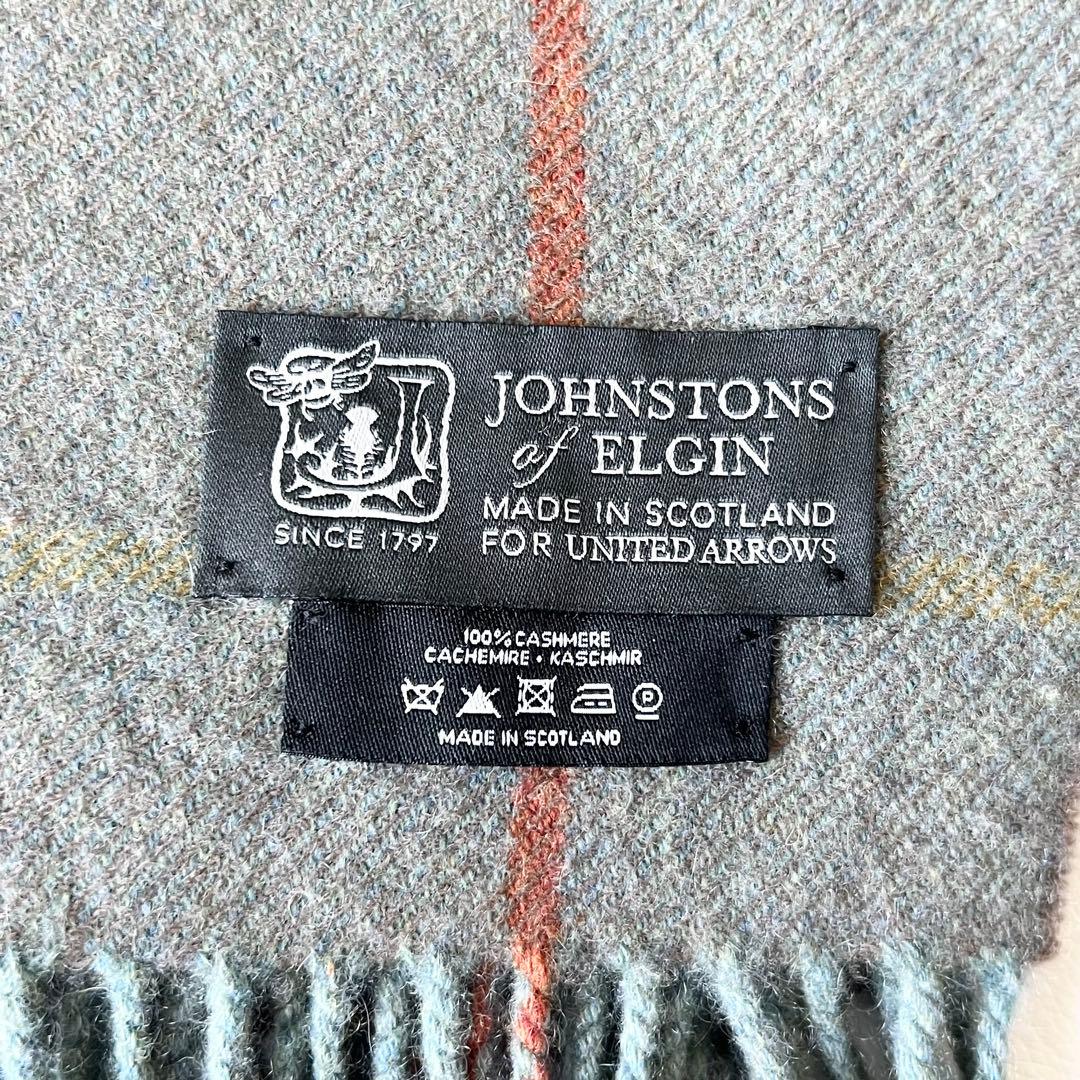 JOHNSTONS
of ELGIN
SINCE 1797
MADE IN SCOTLAND
FOR UNITED ARROWS
100% CASHMERE
CACHEMIRE • KASCHMIR
P
MADE IN SCOTLAND